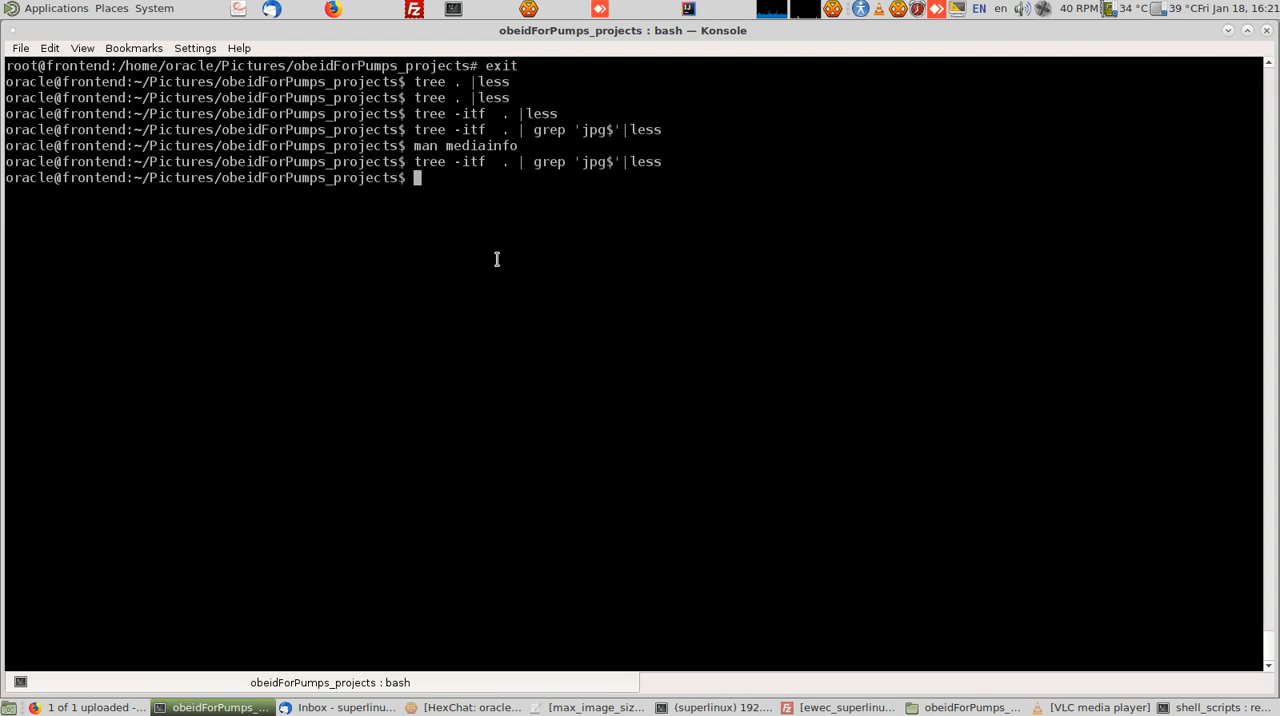 Applications Places System
EN en 40 RPM 34 °C 39 °C Fri Jan 18, 16:21
obeidForPumps_projects : bash — Konsole
File Edit View Bookmarks Settings Help
root@frontend:/home/oracle/Pictures/obeidForPumps_projects# exit
oracle@frontend:~/Pictures/obeidForPumps_projects$ tree . |less
oracle@frontend:~/Pictures/obeidForPumps_projects$ tree . |less
oracle@frontend:~/Pictures/obeidForPumps_projects$ tree -itf  . |less
oracle@frontend:~/Pictures/obeidForPumps_projects$ tree -itf  . | grep 'jpg$'|less
oracle@frontend:~/Pictures/obeidForPumps_projects$ man mediainfo
oracle@frontend:~/Pictures/obeidForPumps_projects$ tree -itf  . | grep 'jpg$'|less
oracle@frontend:~/Pictures/obeidForPumps_projects$
obeidForPumps_projects : bash
1 of 1 uploaded -... obeidForPumps_... Inbox - superlinu... [HexChat: oracle... [max_image_siz... (superlinux) 192.... [ewec_superlinu... obeidForPumps_... [VLC media player] shell_scripts : re...